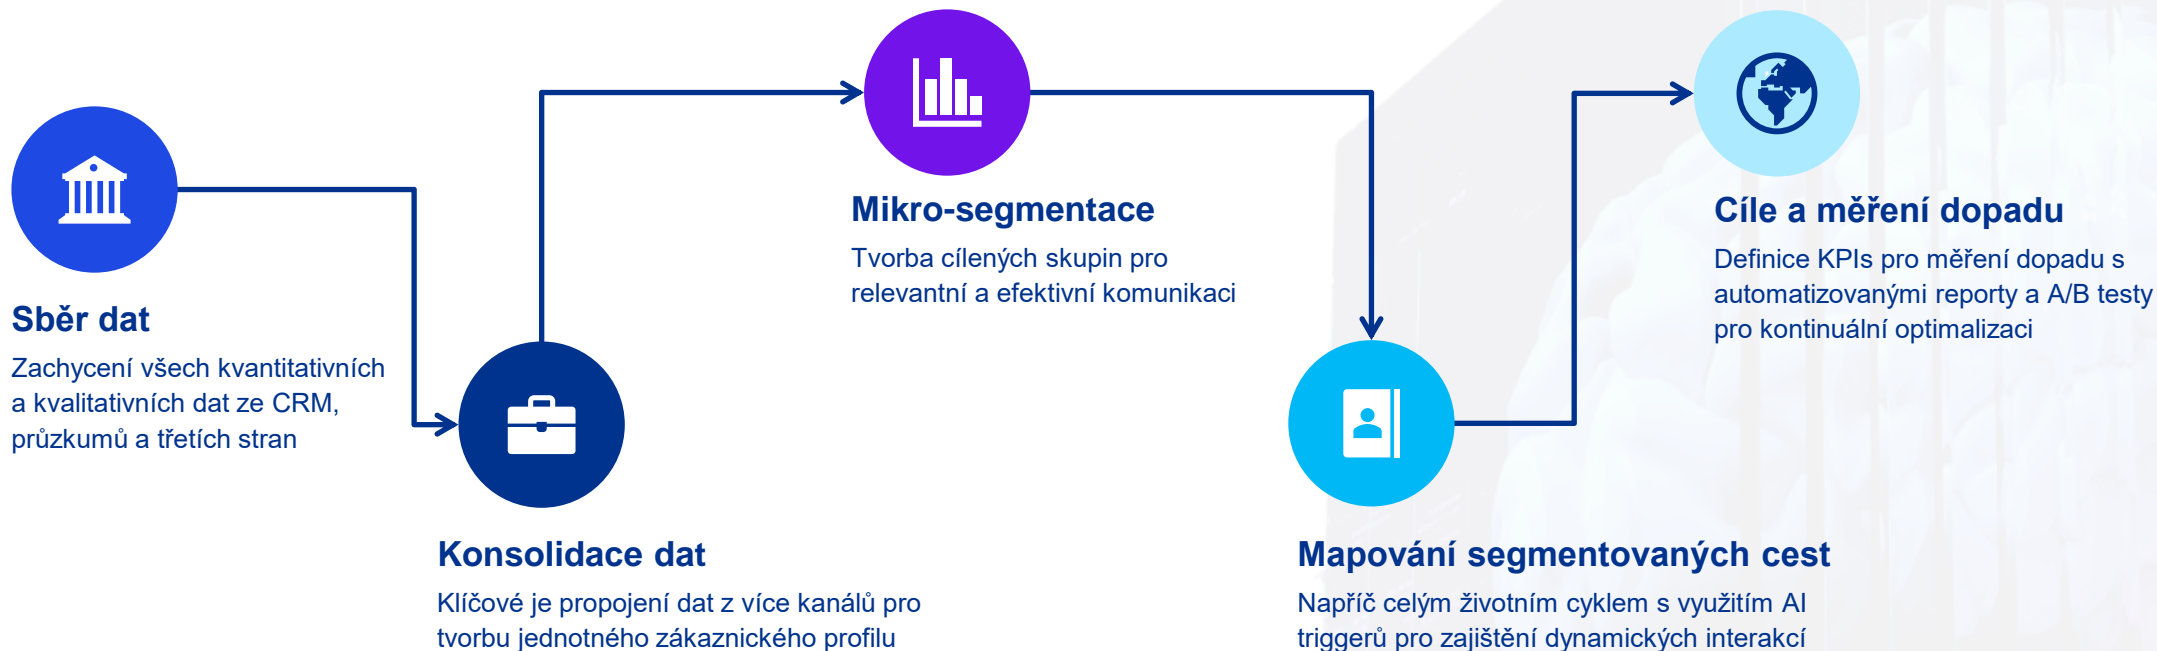 Sběr dat
Zachycení všech kvantitativních
a kvalitativních dat ze CRM,
průzkumů a třetích stran
Konsolidace dat
Klíčové je propojení dat z více kanálů pro
tvorbu jednotného zákaznického profilu
Mikro-segmentace
Tvorba cílených skupin pro
relevantní a efektivní komunikaci
Mapování segmentovaných cest
Napříč celým životním cyklem s využitím AI
triggerů pro zajištění dynamických interakcí
Cíle a měření dopadu
Definice KPIs pro měření dopadu s
automatizovanými reporty a A/B testy
pro kontinuální optimalizaci